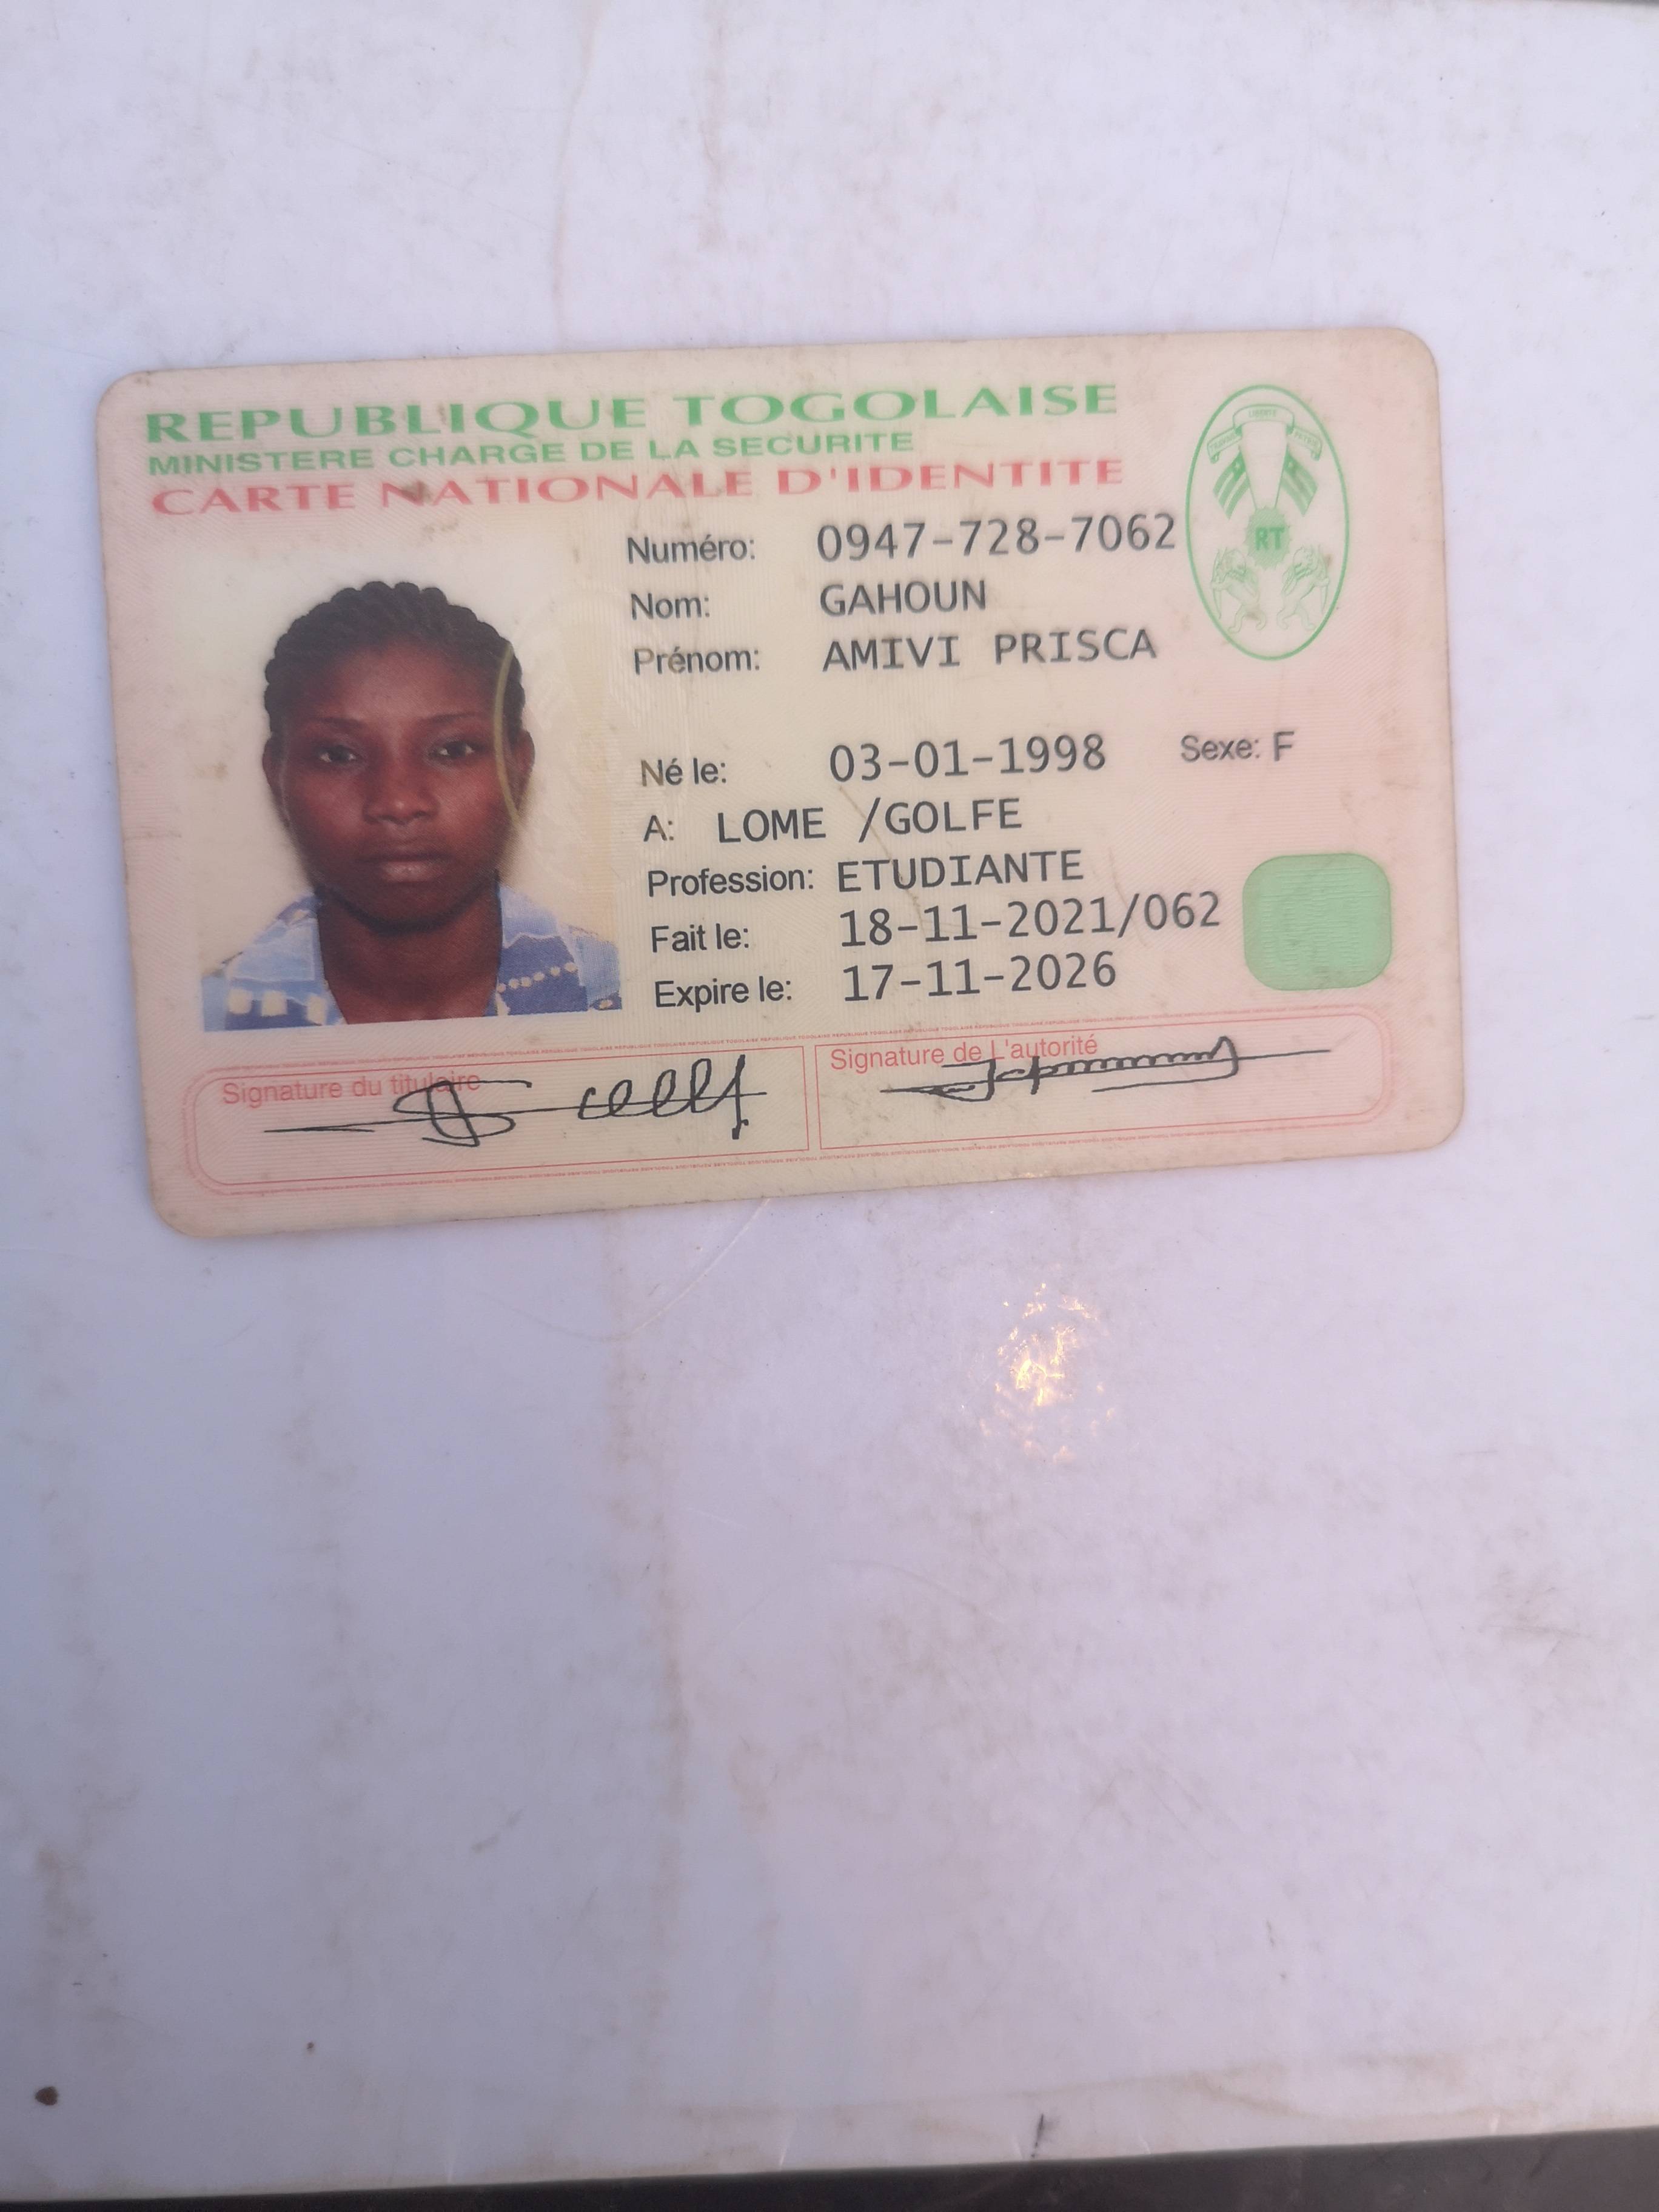 REPUBLIQUE TOGOLAISE
MINISTERE CHARGE DE LA SECURITE
CARTE NATIONALE D'IDENTITE
Numéro: 0947-728-7062
Nom: GAHOUN
Prénom: AMIVI PRISCA
Né le: 03-01-1998 Sexe: F
A: LOME /GOLFE
Profession: ETUDIANTE
Fait le: 18-11-2021/062
Expire le: 17-11-2026
Signature du titulaire
Signature de L'autorité
RT